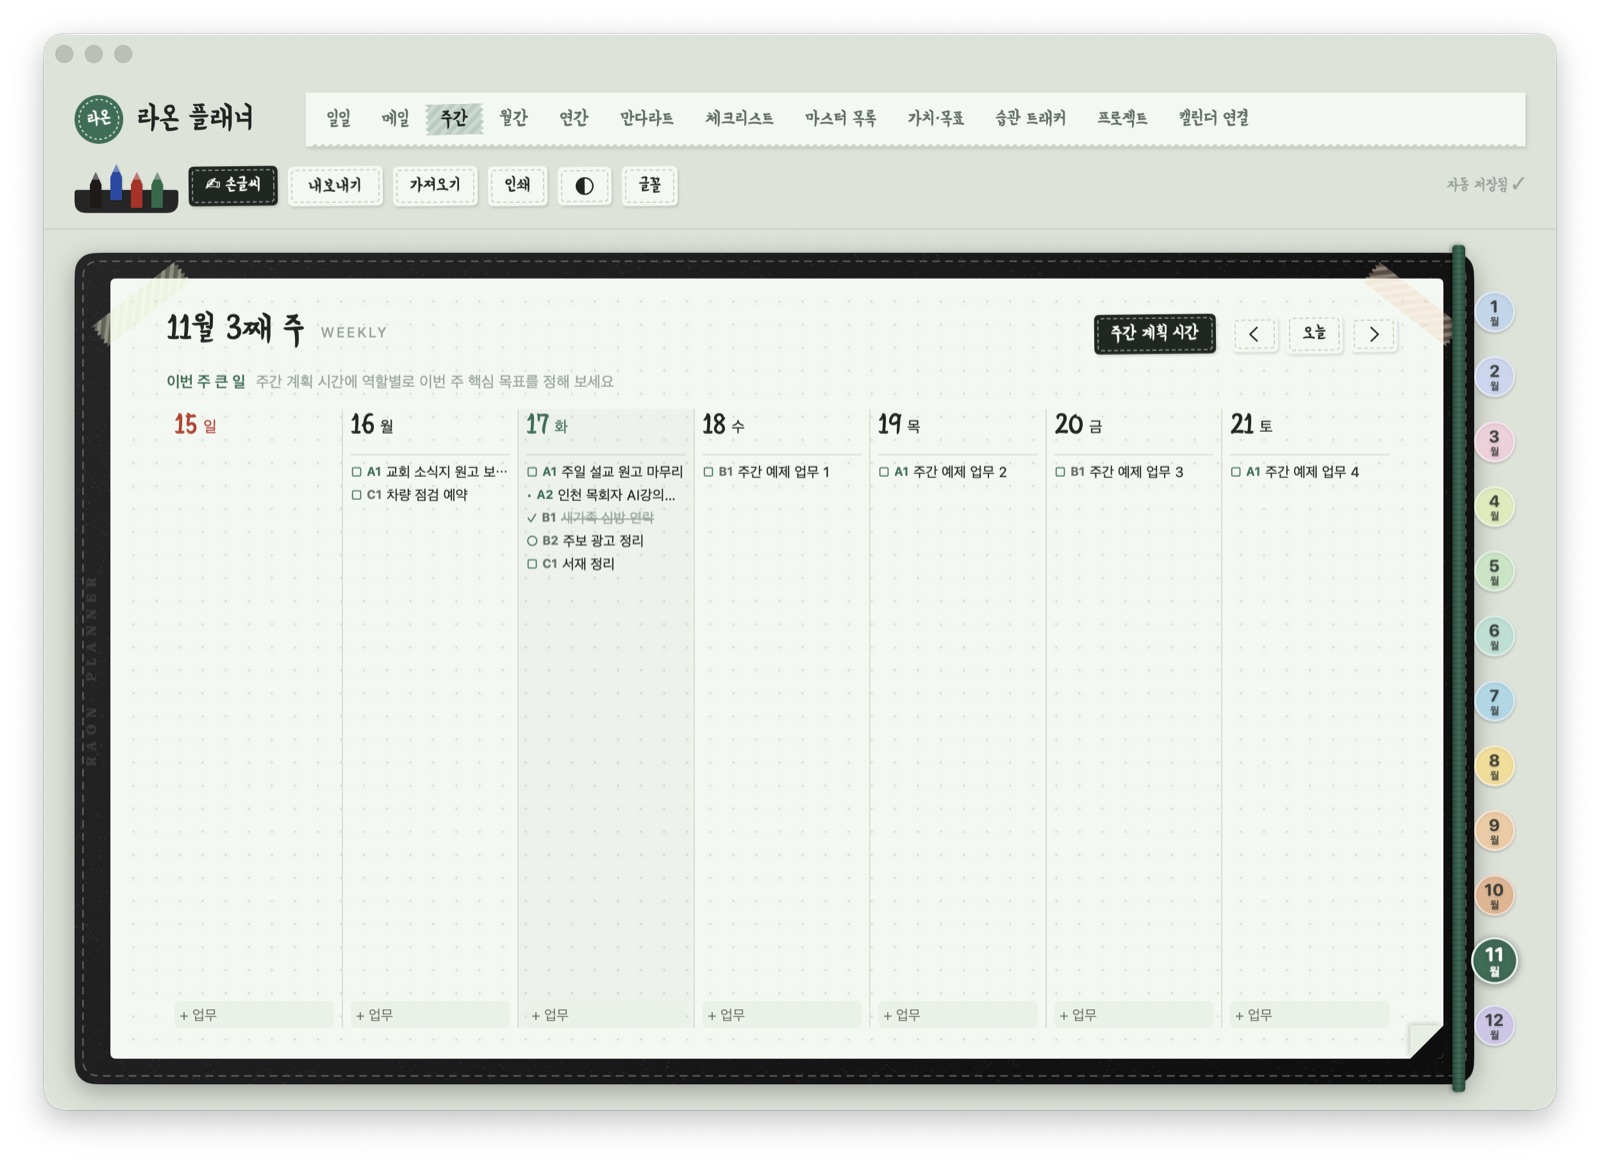 라온
라온 플래너
일일 메일 주간 월간 연간 만다라트 체크리스트 마스터 목록 가치·목표 습관 트래커 프로젝트 캘린더 연결
✍ 손글씨 내보내기 가져오기 인쇄 글꼴
자동 저장됨 ✓
11월 3째 주 WEEKLY
주간 계획 시간 < 오늘 >
이번 주 큰 일 주간 계획 시간에 역할별로 이번 주 핵심 목표를 정해 보세요
15 일
+ 업무
16 월
A1 교회 소식지 원고 보…
C1 차량 점검 예약
+ 업무
17 화
A1 주일 설교 원고 마무리
· A2 인천 목회자 AI강의...
✓ B1 새가족 심방 연락
B2 주보 광고 정리
C1 서재 정리
+ 업무
18 수
B1 주간 예제 업무 1
+ 업무
19 목
A1 주간 예제 업무 2
+ 업무
20 금
B1 주간 예제 업무 3
+ 업무
21 토
A1 주간 예제 업무 4
+ 업무
RAON PLANNER
1
월
2
월
3
월
4
월
5
월
6
월
7
월
8
월
9
월
10
월
11
월
12
월